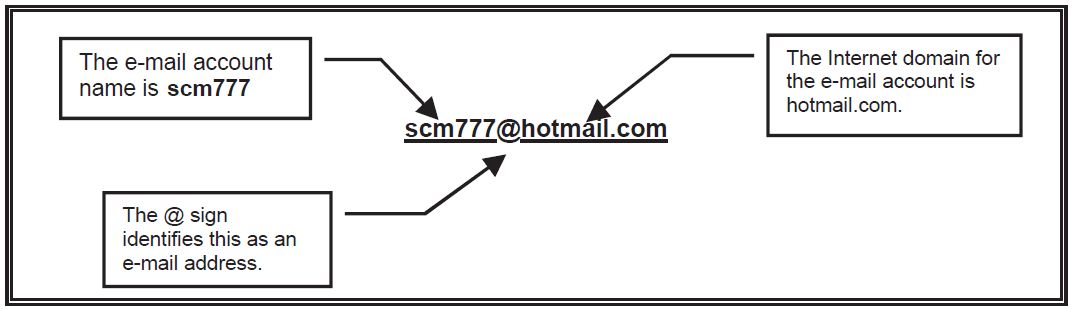 The e-mail account
name is scm777
The Internet domain for
the e-mail account is
hotmail.com.
scm777@hotmail.com
The @ sign
identifies this as an
e-mail address.